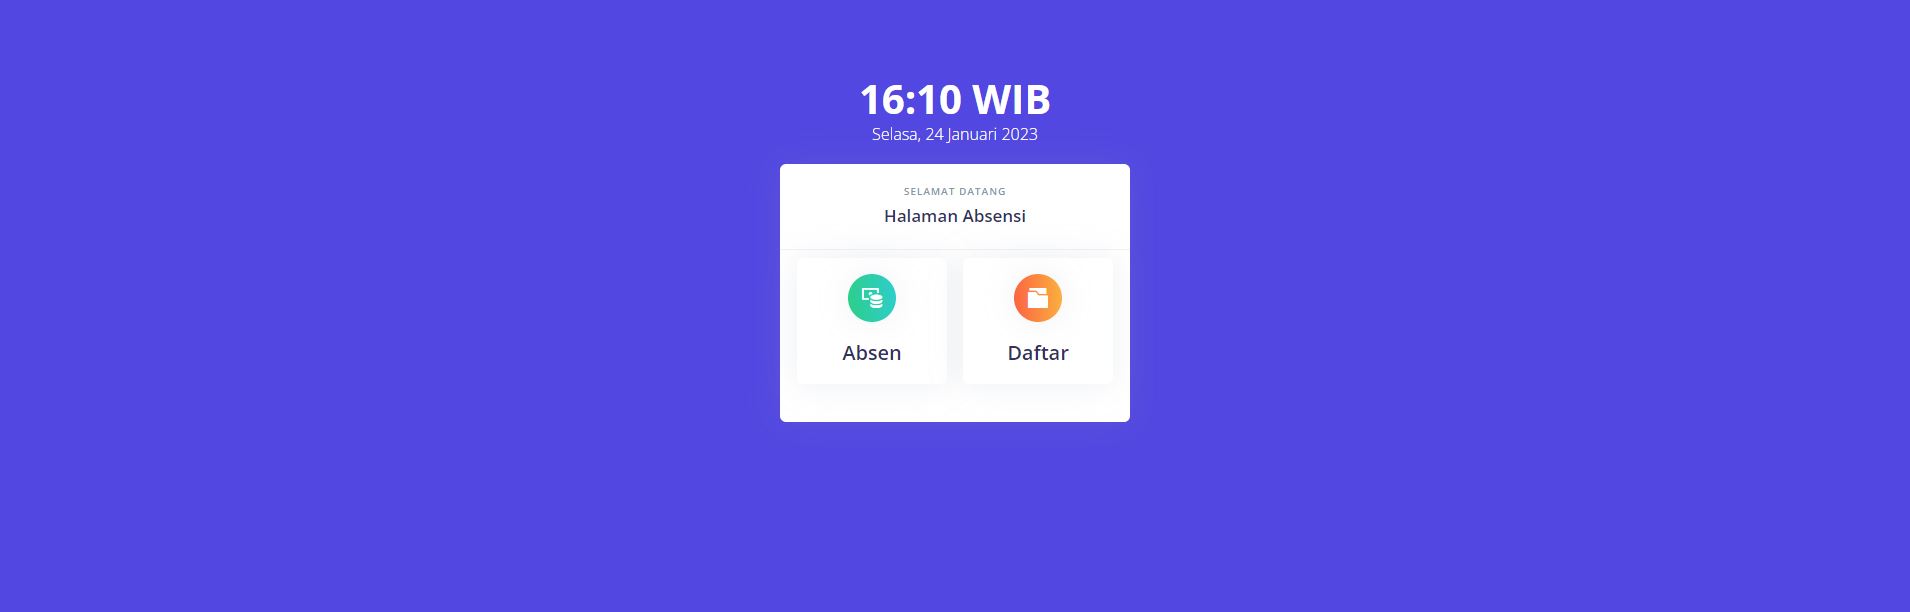 16:10 WIB
Selasa, 24 Januari 2023
SELAMAT DATANG
Halaman Absensi
Absen
Daftar